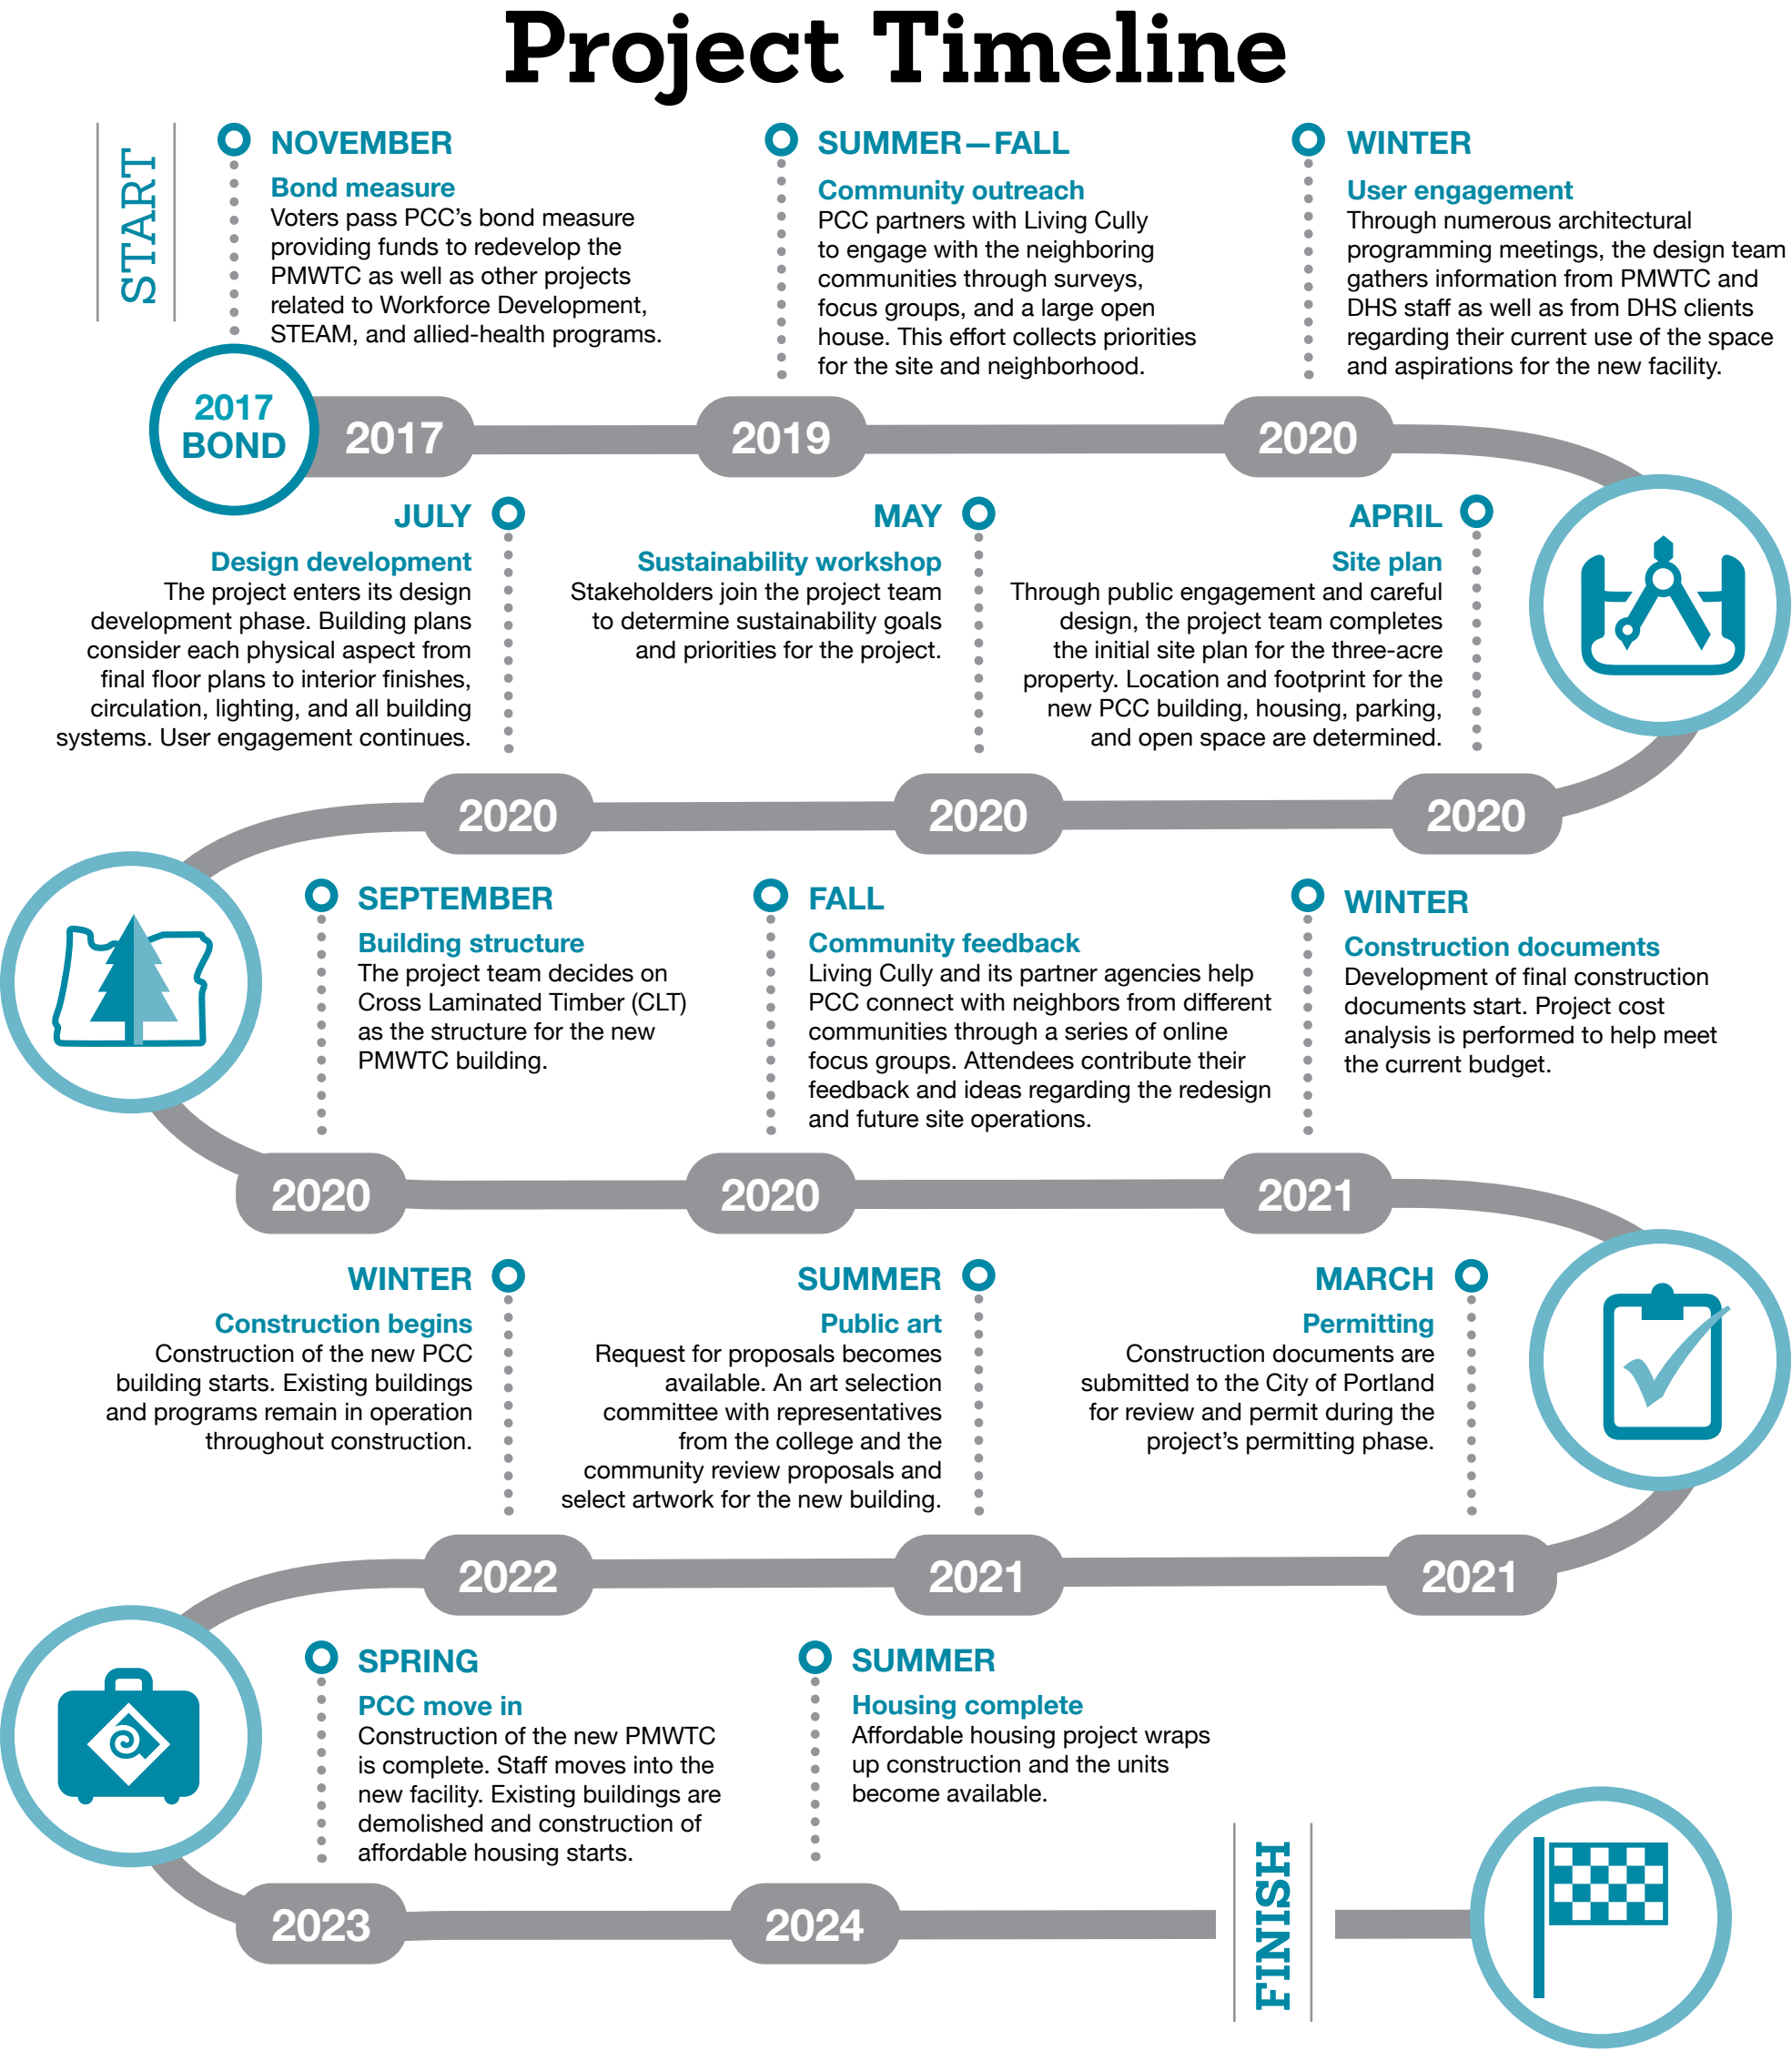 Project Timeline
START
NOVEMBER
Bond measure
Voters pass PCC's bond measure
providing funds to redevelop the
PMWTC as well as other projects
related to Workforce Development,
STEAM, and allied-health programs.
2017
BOND
2017
SUMMER—FALL
Community outreach
PCC partners with Living Cully
to engage with the neighboring
communities through surveys,
focus groups, and a large open
house. This effort collects priorities
for the site and neighborhood.
2019
WINTER
User engagement
Through numerous architectural
programming meetings, the design team
gathers information from PMWTC and
DHS staff as well as from DHS clients
regarding their current use of the space
and aspirations for the new facility.
2020
APRIL
Site plan
Through public engagement and careful
design, the project team completes
the initial site plan for the three-acre
property. Location and footprint for the
new PCC building, housing, parking,
and open space are determined.
2020
MAY
Sustainability workshop
Stakeholders join the project team
to determine sustainability goals
and priorities for the project.
2020
JULY
Design development
The project enters its design
development phase. Building plans
consider each physical aspect from
final floor plans to interior finishes,
circulation, lighting, and all building
systems. User engagement continues.
2020
SEPTEMBER
Building structure
The project team decides on
Cross Laminated Timber (CLT)
as the structure for the new
PMWTC building.
2020
FALL
Community feedback
Living Cully and its partner agencies help
PCC connect with neighbors from different
communities through a series of online
focus groups. Attendees contribute their
feedback and ideas regarding the redesign
and future site operations.
2020
WINTER
Construction documents
Development of final construction
documents start. Project cost
analysis is performed to help meet
the current budget.
2021
MARCH
Permitting
Construction documents are
submitted to the City of Portland
for review and permit during the
project's permitting phase.
2021
SUMMER
Public art
Request for proposals becomes
available. An art selection
committee with representatives
from the college and the
community review proposals and
select artwork for the new building.
2021
WINTER
Construction begins
Construction of the new PCC
building starts. Existing buildings
and programs remain in operation
throughout construction.
2022
SPRING
PCC move in
Construction of the new PMWTC
is complete. Staff moves into the
new facility. Existing buildings are
demolished and construction of
affordable housing starts.
2023
SUMMER
Housing complete
Affordable housing project wraps
up construction and the units
become available.
2024
FINISH